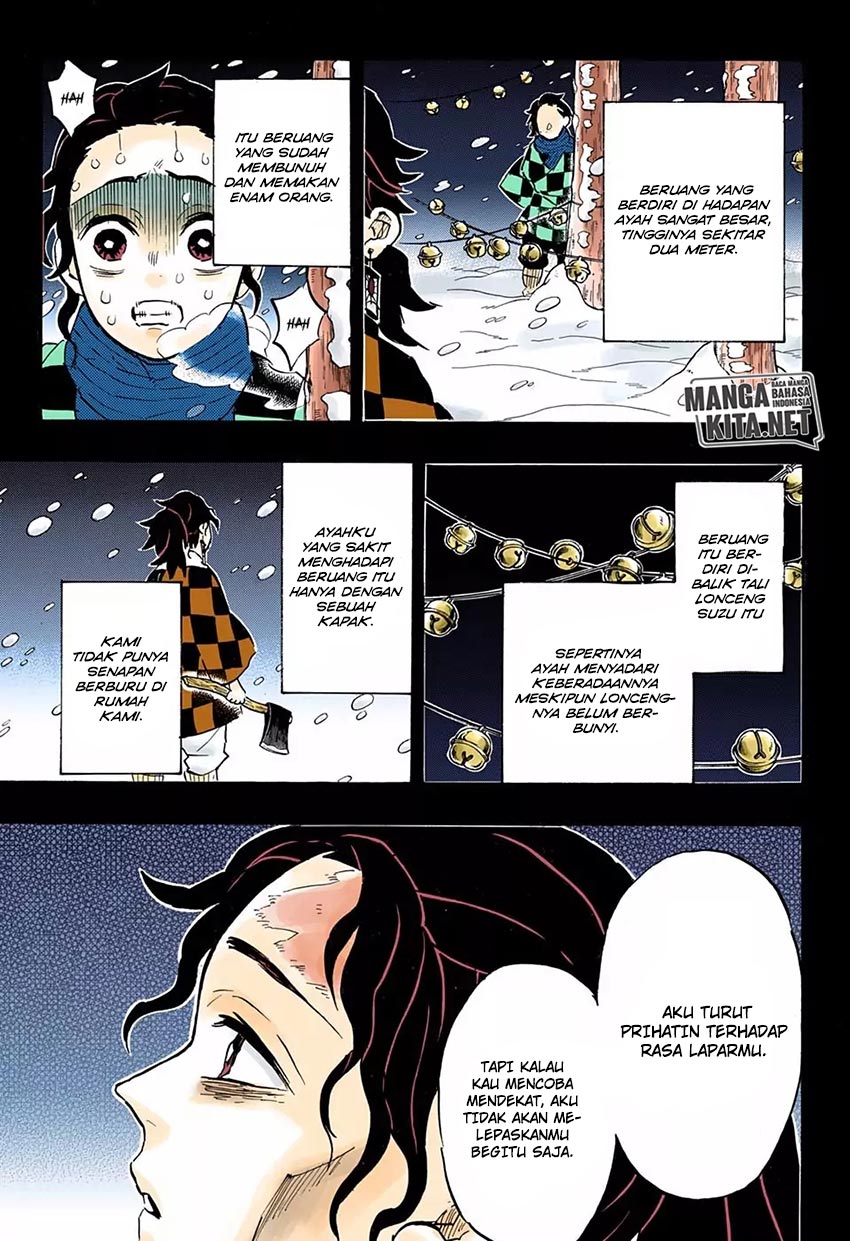 BERUANG YANG
BERDIRI DI HADAPAN
AYAH SANGAT BESAR,
TINGGINYA SEKITAR
DUA METER.
HAH
ITU BERUANG
YANG SUDAH
MEMBUNUH
DAN MEMAKAN
ENAM ORANG.
HAH
MANGA
KITA.NET
BACA MANGA
BAHASA
INDONESIA
BERUANG
ITU BER-
DIRI DI-
BALIK TALI
LONCENG
SUZU ITU
SEPERTINYA
AYAH MENYADARI
KEBERADAANNYA
MESKIPUN LONCENG-
NYA BELUM BER-
BUNYI.
AYAHKU
YANG SAKIT
MENGHADAPI
BERUANG ITU
HANYA DENGAN
SEBUAH
KAPAK.
KAMI
TIDAK PUNYA
SENAPAN
BERBURU DI
RUMAH
KAMI.
AKU TURUT
PRIHATIN TERHADAP
RASA LAPARMU.
TAPI KALAU
KAU MENCOBA
MENDEKAT, AKU
TIDAK AKAN ME-
LEPASKANMU
BEGITU SAJA.